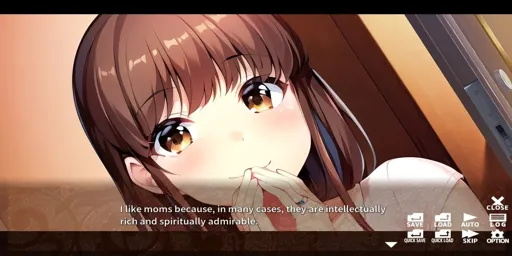 I like moms because, in many cases, they are intellectually
rich and spiritually admirable.
CLOSE
SAVE LOAD AUTO LOG
QUICK SAVE QUICK LOAD SKIP OPTION